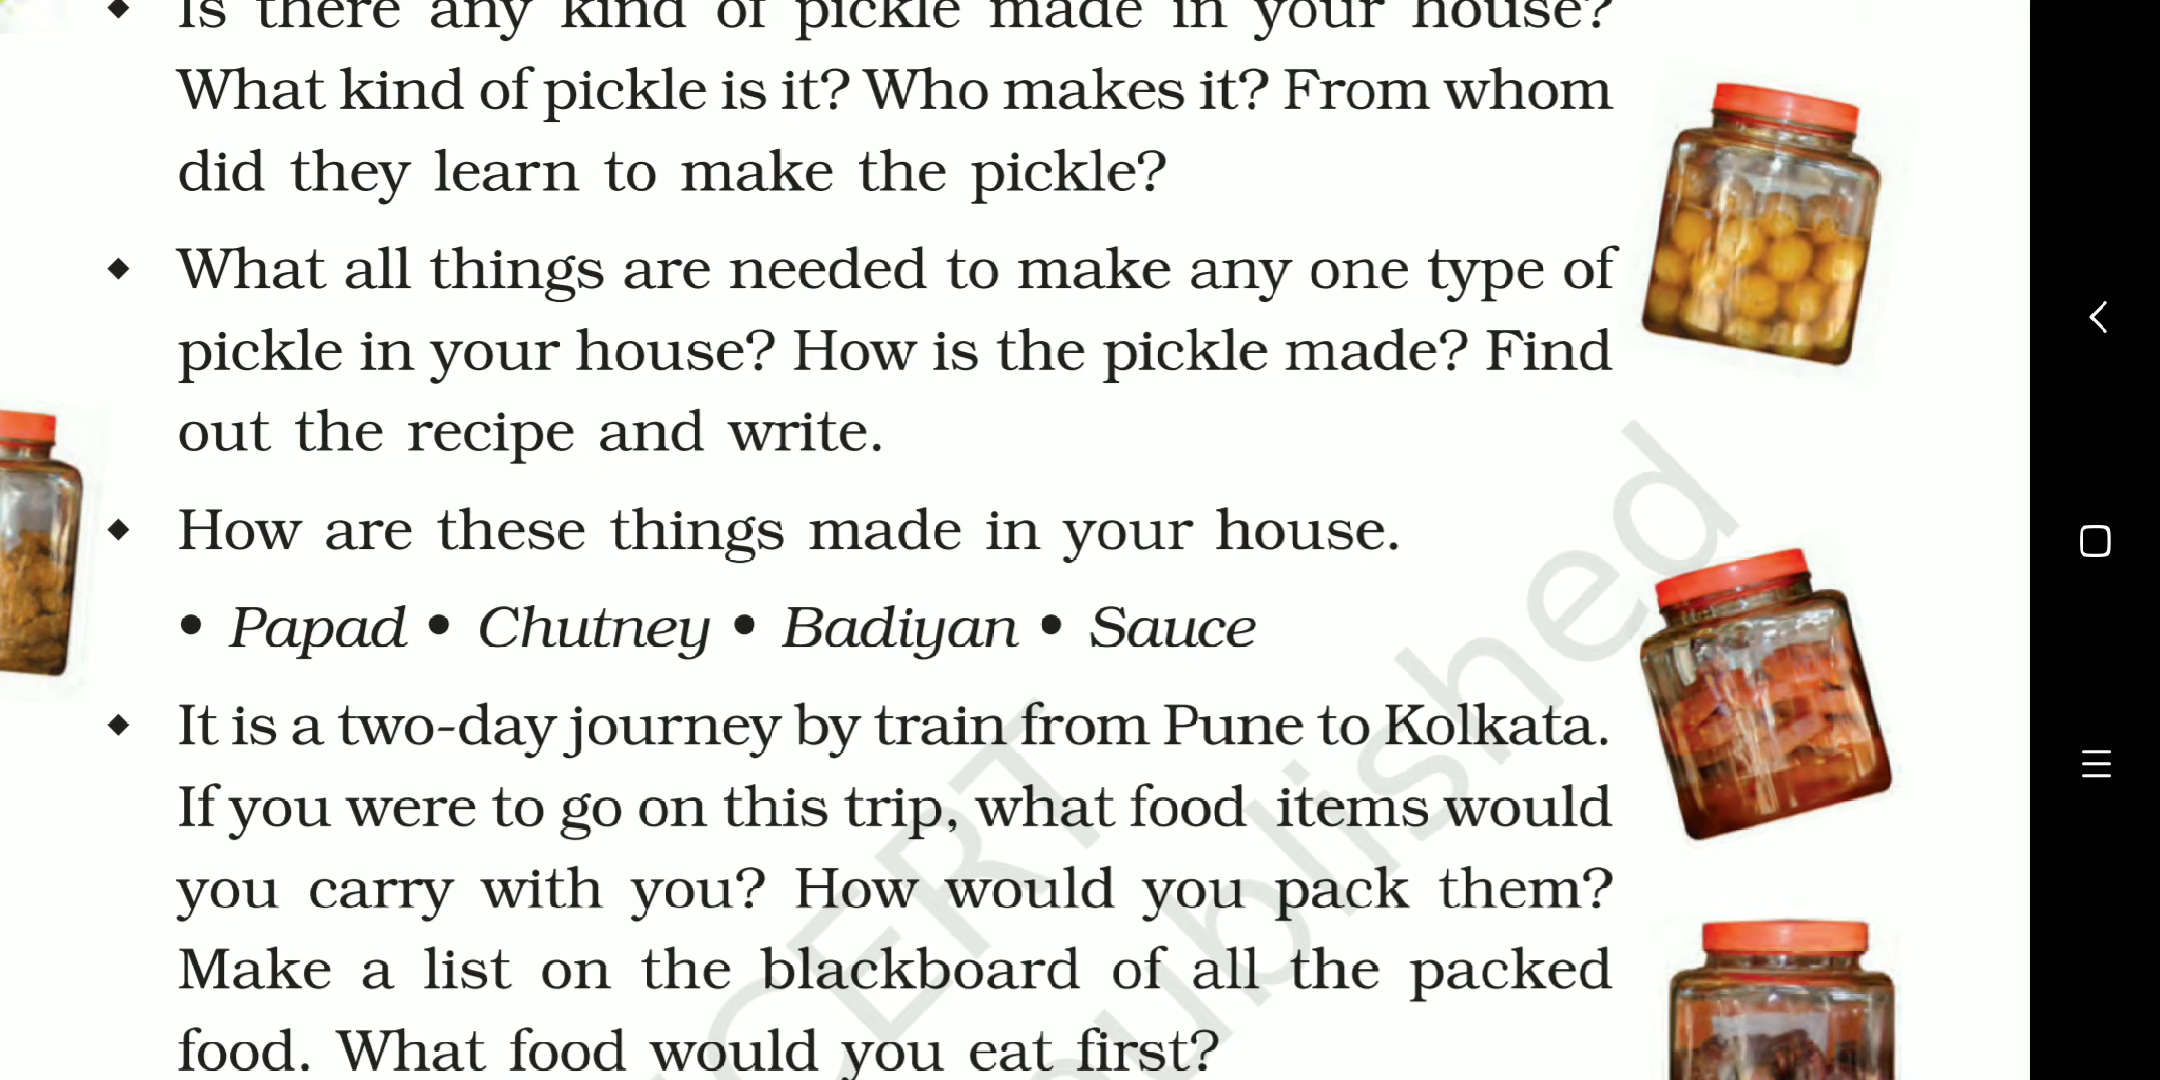 ◆ Is there any kind of pickle made in your house?
What kind of pickle is it? Who makes it? From whom
did they learn to make the pickle?
◆ What all things are needed to make any one type of
pickle in your house? How is the pickle made? Find
out the recipe and write.
◆ How are these things made in your house.
• Papad • Chutney • Badiyan • Sauce
◆ It is a two-day journey by train from Pune to Kolkata.
If you were to go on this trip, what food items would
you carry with you? How would you pack them?
Make a list on the blackboard of all the packed
food. What food would you eat first?